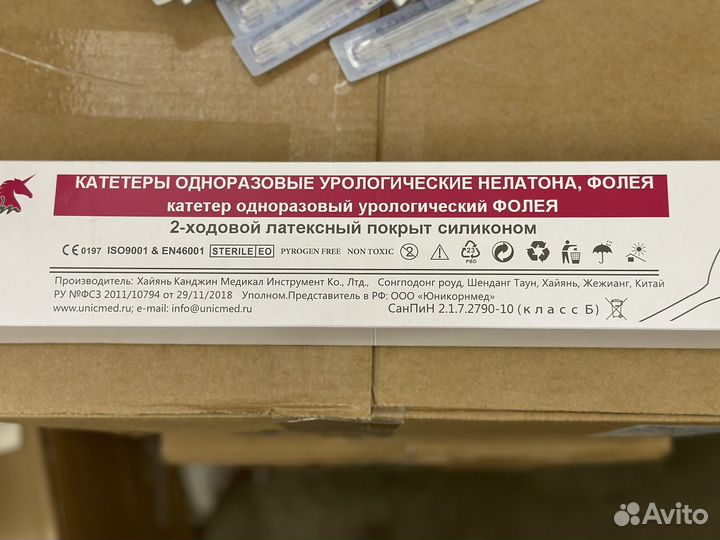 КАТЕТЕРЫ ОДНОРАЗОВЫЕ УРОЛОГИЧЕСКИЕ НЕЛАТОНА, ФОЛЕЯ
катетер одноразовый урологический ФОЛЕЯ
2-ходовой латексный покрыт силиконом
CE 0197 ISO9001 & EN46001 STERILE EO PYROGEN FREE NON TOXIC 2 23 PBD
Производитель: Хайянь Канджин Медикал Инструмент Ко., Лтд., Сонгподонг роуд, Шенданг Таун, Хайянь, Жежианг, Китай
РУ №ФСЗ 2011/10794 от 29/11/2018 Уполном.Представитель в РФ: ООО «Юникорнмед»
www.unicmed.ru; e-mail: info@unicmed.ru СанПиН 2.1.7.2790-10 (класс Б)
Avito